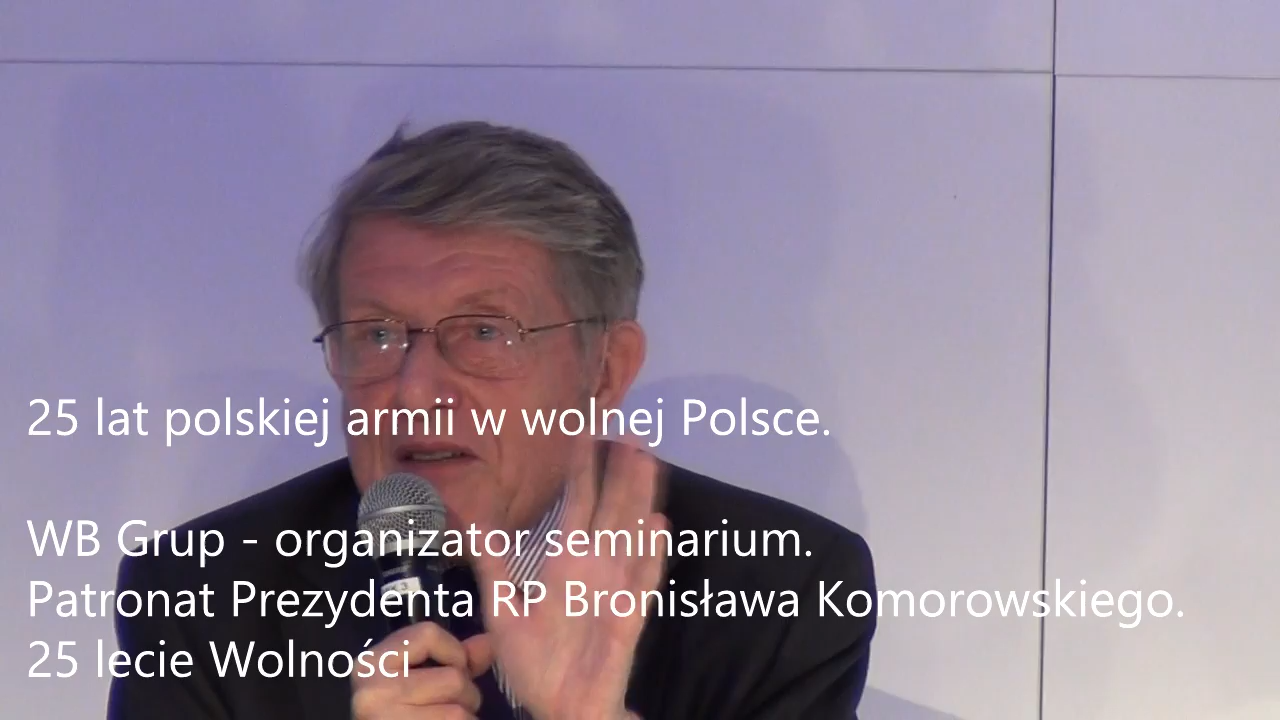 25 lat polskiej armii w wolnej Polsce.
WB Grup - organizator seminarium.
Patronat Prezydenta RP Bronisława Komorowskiego.
25 lecie Wolności